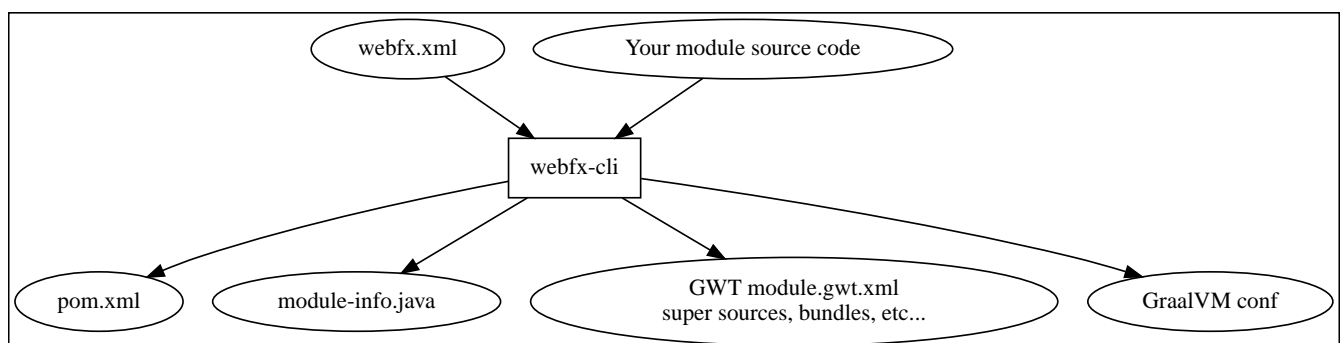 webfx.xml
Your module source code
webfx-cli
pom.xml
module-info.java
GWT module.gwt.xml
super sources, bundles, etc...
GraalVM conf